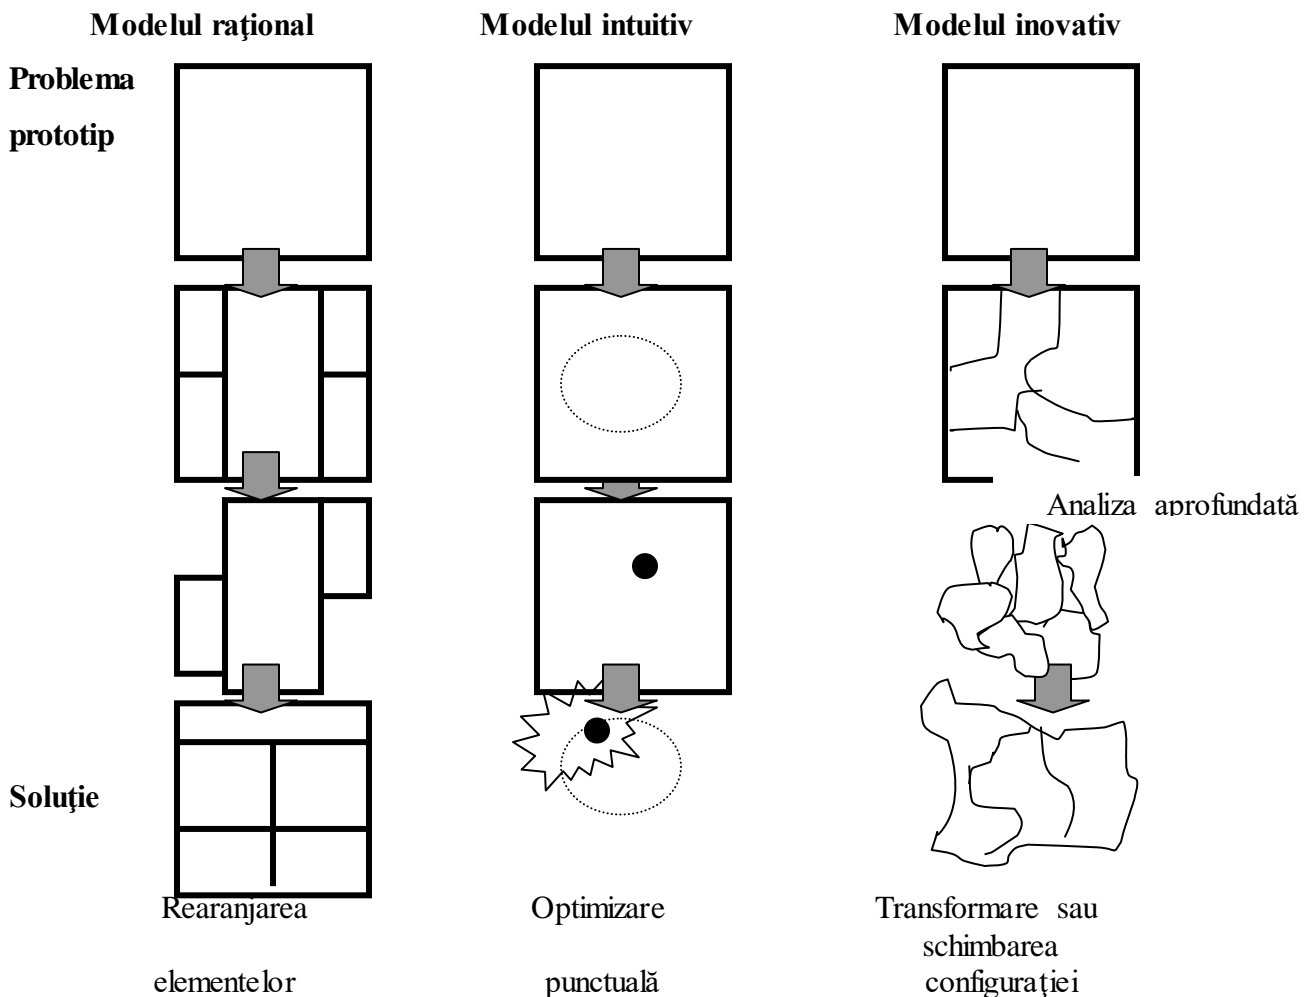 Modelul raţional Modelul intuitiv Modelul inovativ
Problema
prototip
Analiza aprofundată
Soluţie
Rearanjarea
elementelor
Optimizare
punctuală
Transformare sau
schimbarea
configuraţiei